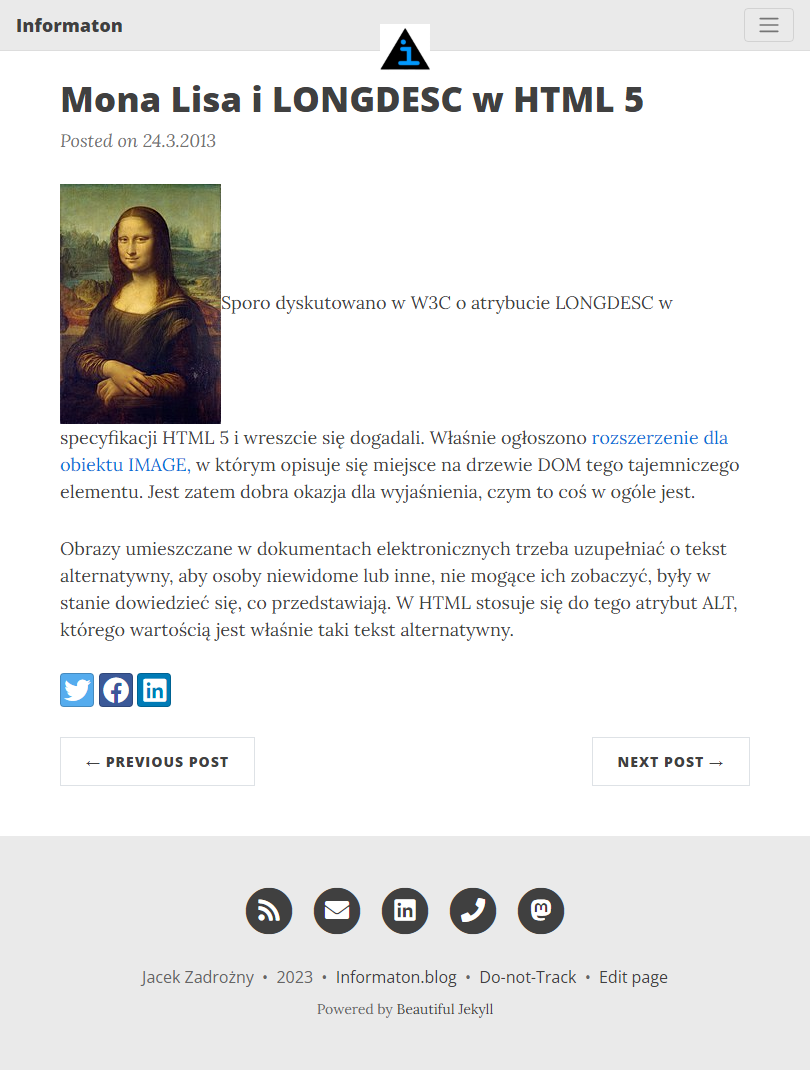 Informaton
Mona Lisa i LONGDESC w HTML 5
Posted on 24.3.2013
Sporo dyskutowano w W3C o atrybucie LONGDESC w
specyfikacji HTML 5 i wreszcie się dogadali. Właśnie ogłoszono rozszerzenie dla
obiektu IMAGE, w którym opisuje się miejsce na drzewie DOM tego tajemniczego
elementu. Jest zatem dobra okazja dla wyjaśnienia, czym to coś w ogóle jest.
Obrazy umieszczane w dokumentach elektronicznych trzeba uzupełniać o tekst
alternatywny, aby osoby niewidome lub inne, nie mogące ich zobaczyć, były w
stanie dowiedzieć się, co przedstawiają. W HTML stosuje się do tego atrybut ALT,
którego wartością jest właśnie taki tekst alternatywny.
← PREVIOUS POST
NEXT POST →
Jacek Zadrożny • 2023 • Informaton.blog • Do-not-Track • Edit page
Powered by Beautiful Jekyll